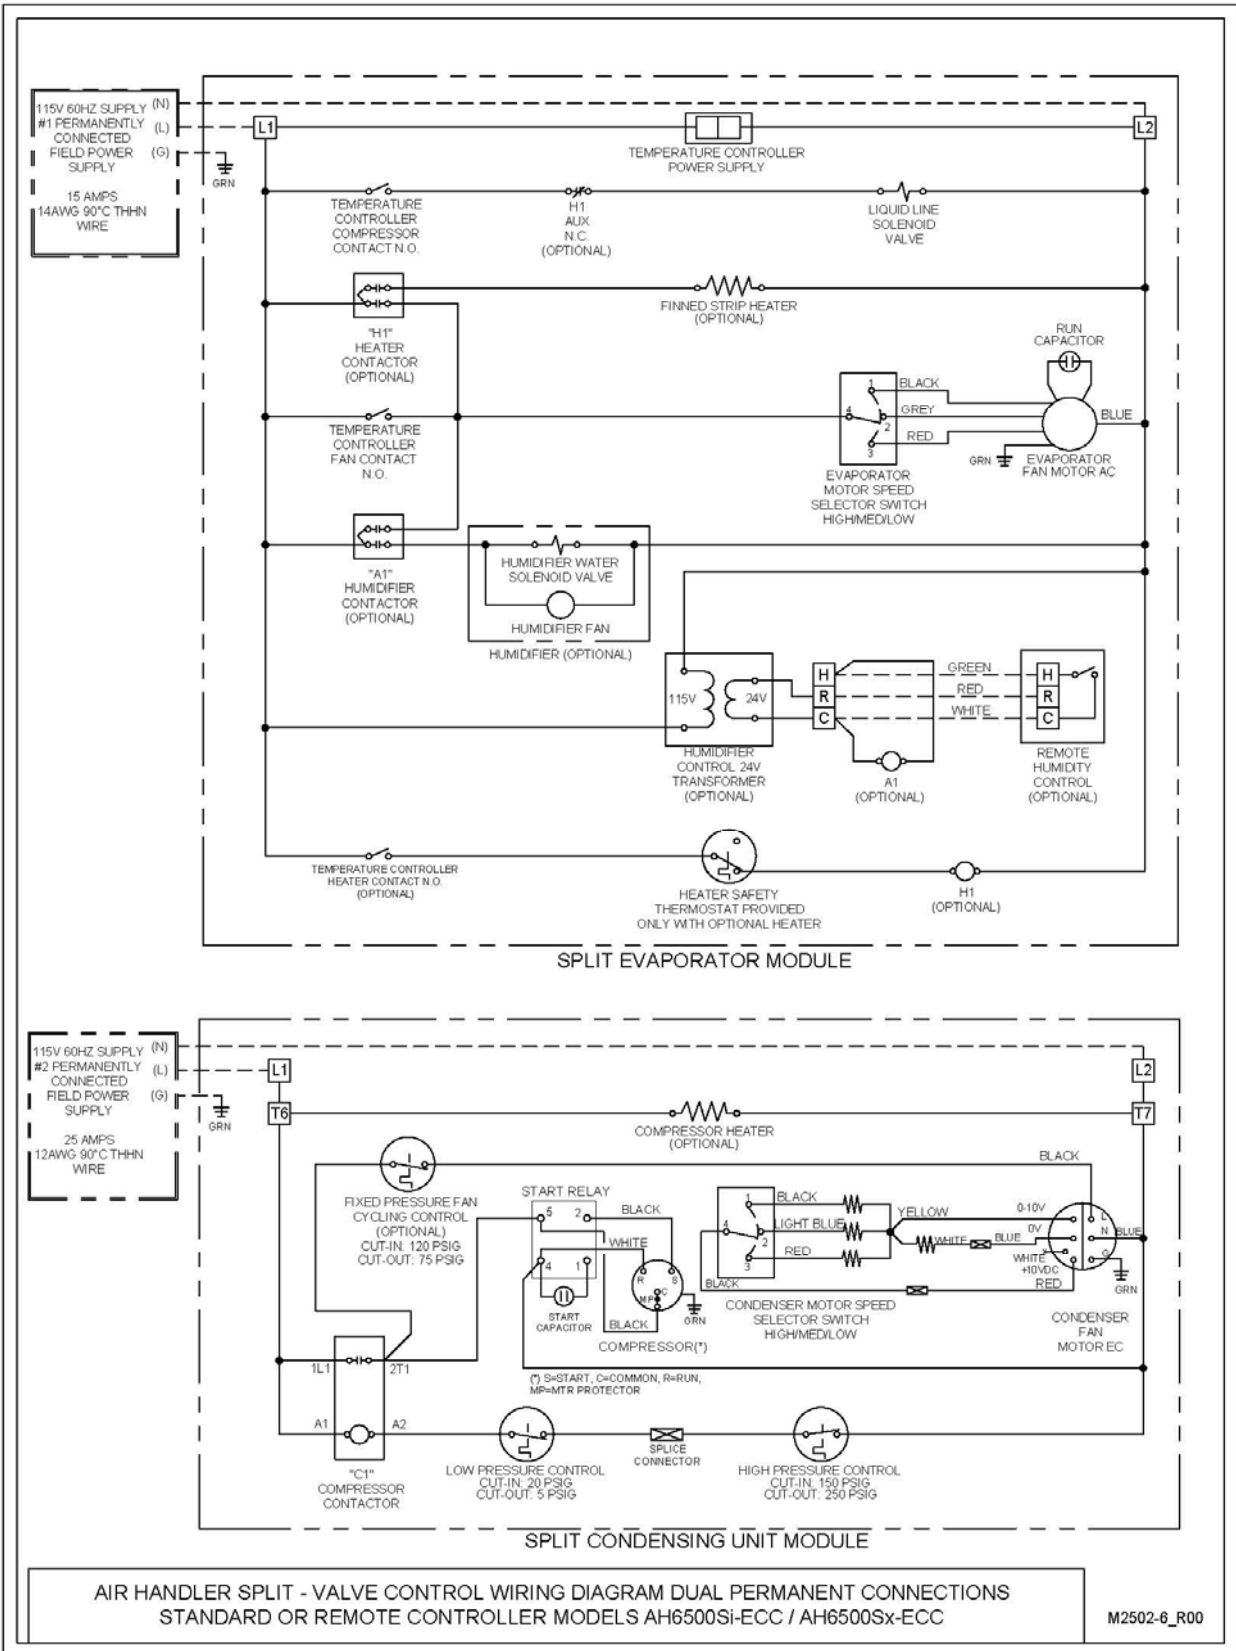 115V 60HZ SUPPLY (N)
#1 PERMANENTLY (L)
CONNECTED
FIELD POWER (G)
SUPPLY
15 AMPS
14AWG 90°C THHN
WIRE
GRN
L1
L2
TEMPERATURE CONTROLLER
POWER SUPPLY
TEMPERATURE
CONTROLLER
COMPRESSOR
CONTACT N.O.
H1
AUX
N.C.
(OPTIONAL)
LIQUID LINE
SOLENOID
VALVE
"H1"
HEATER
CONTACTOR
(OPTIONAL)
FINNED STRIP HEATER
(OPTIONAL)
RUN
CAPACITOR
TEMPERATURE
CONTROLLER
FAN CONTACT
N.O.
1
4
2
3
BLACK
GREY
RED
BLUE
GRN
EVAPORATOR
FAN MOTOR AC
EVAPORATOR
MOTOR SPEED
SELECTOR SWITCH
HIGH/MED/LOW
"A1"
HUMIDIFIER
CONTACTOR
(OPTIONAL)
HUMIDIFIER WATER
SOLENOID VALVE
HUMIDIFIER FAN
HUMIDIFIER (OPTIONAL)
115V
24V
HUMIDIFIER
CONTROL 24V
TRANSFORMER
(OPTIONAL)
H
R
C
GREEN
RED
WHITE
A1
(OPTIONAL)
H
R
C
REMOTE
HUMIDITY
CONTROL
(OPTIONAL)
TEMPERATURE CONTROLLER
HEATER CONTACT N.O.
(OPTIONAL)
HEATER SAFETY
THERMOSTAT PROVIDED
ONLY WITH OPTIONAL HEATER
H1
(OPTIONAL)
SPLIT EVAPORATOR MODULE
115V 60HZ SUPPLY (N)
#2 PERMANENTLY (L)
CONNECTED
FIELD POWER (G)
SUPPLY
25 AMPS
12AWG 90°C THHN
WIRE
GRN
L1
L2
T6
T7
COMPRESSOR HEATER
(OPTIONAL)
FIXED PRESSURE FAN
CYCLING CONTROL
(OPTIONAL)
CUT-IN: 120 PSIG
CUT-OUT: 75 PSIG
START RELAY
5
2
4
1
BLACK
WHITE
START
CAPACITOR
BLACK
R
S
C
MP
GRN
COMPRESSOR(*)
(*) S=START, C=COMMON, R=RUN,
MP=MTR PROTECTOR
1
4
2
3
BLACK
LIGHT BLUE
RED
BLACK
CONDENSER MOTOR SPEED
SELECTOR SWITCH
HIGH/MED/LOW
BLACK
YELLOW
0-10V
0V
WHITE
BLUE
WHITE
+10VDC
RED
L
N
G
BLUE
GRN
CONDENSER
FAN
MOTOR EC
1L1
2T1
A1
A2
"C1"
COMPRESSOR
CONTACTOR
LOW PRESSURE CONTROL
CUT-IN: 20 PSIG
CUT-OUT: 5 PSIG
SPLICE
CONNECTOR
HIGH PRESSURE CONTROL
CUT-IN: 150 PSIG
CUT-OUT: 250 PSIG
SPLIT CONDENSING UNIT MODULE
AIR HANDLER SPLIT - VALVE CONTROL WIRING DIAGRAM DUAL PERMANENT CONNECTIONS
STANDARD OR REMOTE CONTROLLER MODELS AH6500Si-ECC / AH6500Sx-ECC
M2502-6_R00